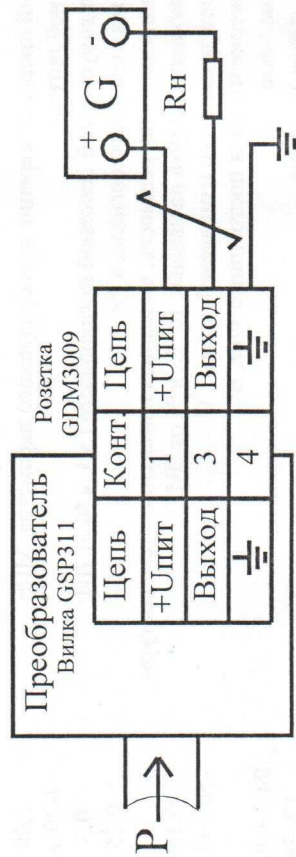 Преобразователь
Вилка GSP311
Розетка
GDM3009
Цепь Конт. Цепь
+Uпит 1 +Uпит
Выход 3 Выход
4
P
+ G -
Rн